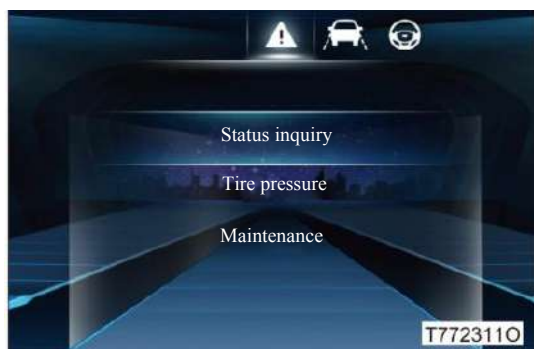 Status inquiry
Tire pressure
Maintenance
T772311O